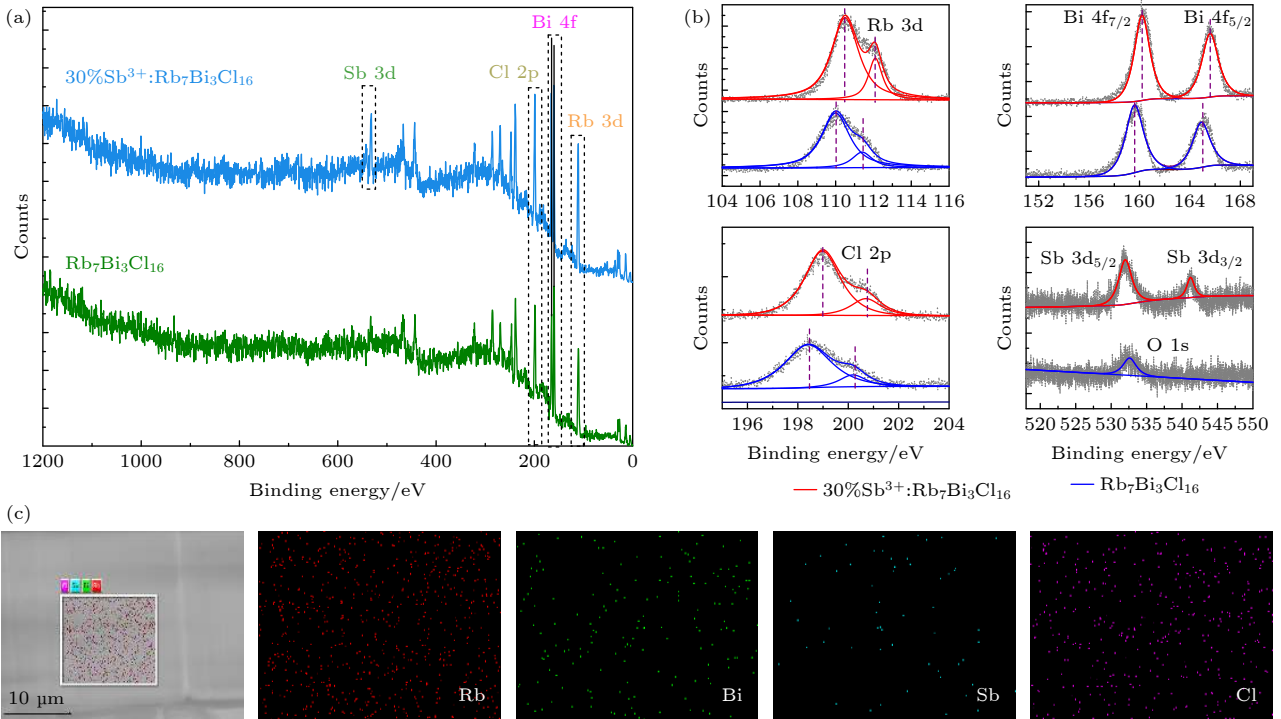 (a)
Bi 4f
30%Sb³⁺:Rb₇Bi₃Cl₁₆
Sb 3d
Cl 2p
Rb 3d
Rb₇Bi₃Cl₁₆
Counts
1200 1000 800 600 400 200 0
Binding energy/eV
(b)
Rb 3d
Counts
104 106 108 110 112 114 116
Bi 4f₇/₂ Bi 4f₅/₂
Counts
152 156 160 164 168
Cl 2p
Counts
196 198 200 202 204
Binding energy/eV
Sb 3d₅/₂ Sb 3d₃/₂
O 1s
Counts
520 525 530 535 540 545 550
Binding energy/eV
30%Sb³⁺:Rb₇Bi₃Cl₁₆ Rb₇Bi₃Cl₁₆
(c)
10 μm
Rb
Bi
Sb
Cl